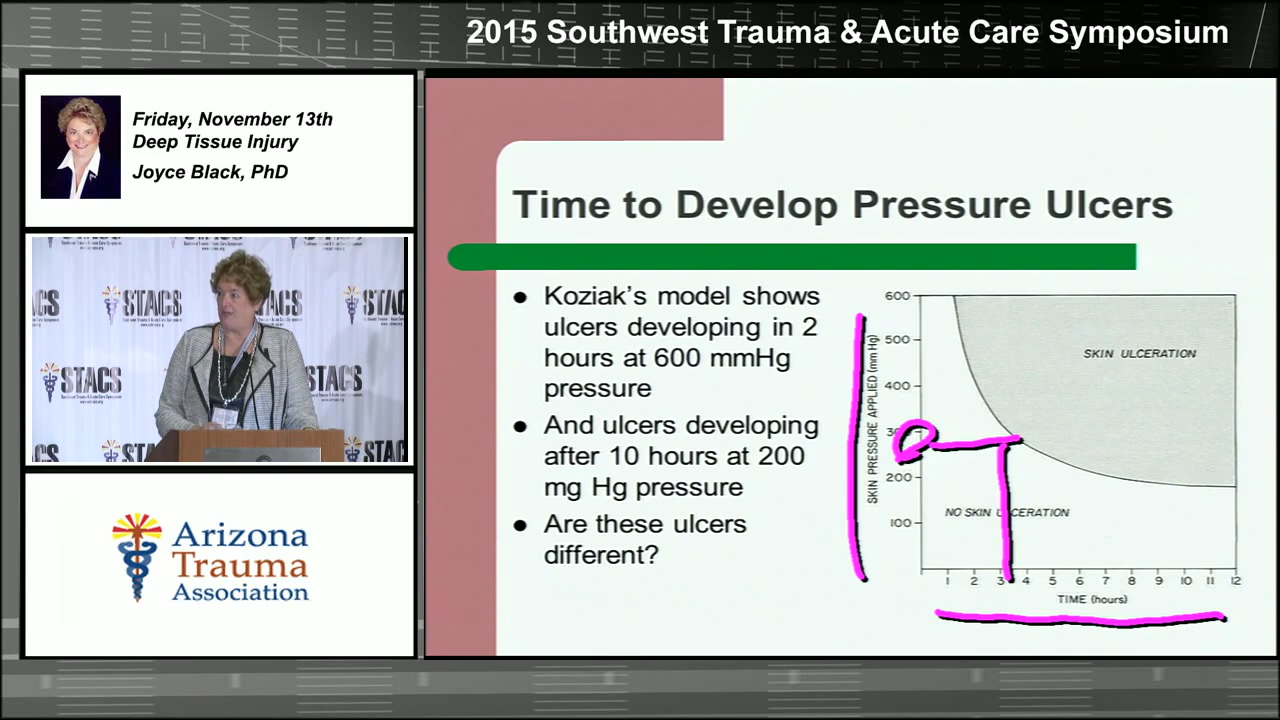 2015 Southwest Trauma & Acute Care Symposium
Friday, November 13th
Deep Tissue Injury
Joyce Black, PhD
STACS
STACS
STACS
STACS
Arizona
Trauma
Association
Time to Develop Pressure Ulcers
● Koziak's model shows
ulcers developing in 2
hours at 600 mmHg
pressure
● And ulcers developing
after 10 hours at 200
mg Hg pressure
● Are these ulcers
different?
SKIN PRESSURE APPLIED (mm Hg)
600
500
400
200
100
SKIN ULCERATION
NO SKIN
1 2 3 4 5 6 7 8 9 10 11 12
TIME (hours)